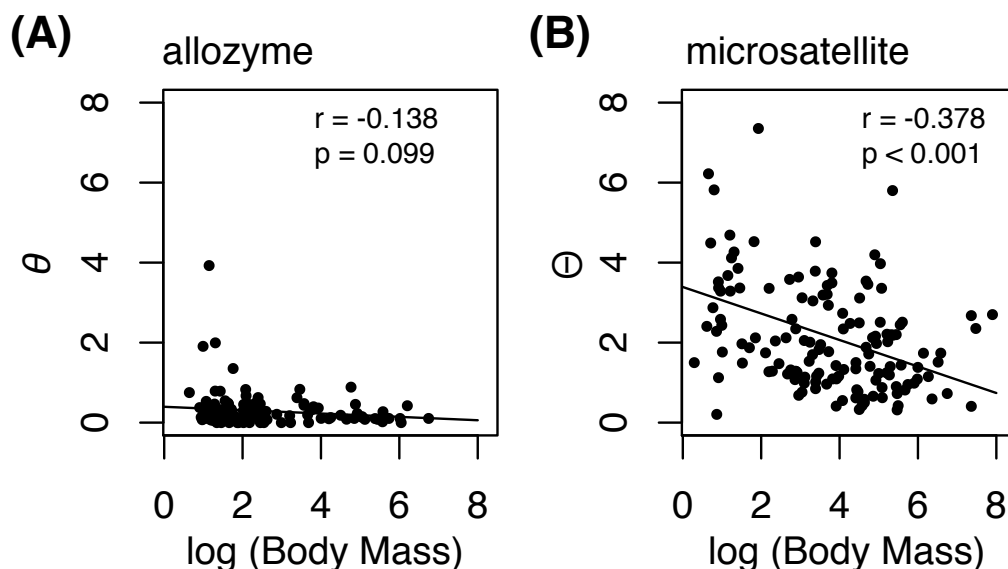 (A)
allozyme
r = -0.138
p = 0.099
8
6
4
2
0
θ
0 2 4 6 8
log (Body Mass)
(B)
microsatellite
r = -0.378
p < 0.001
8
6
4
2
0
Θ
0 2 4 6 8
log (Body Mass)